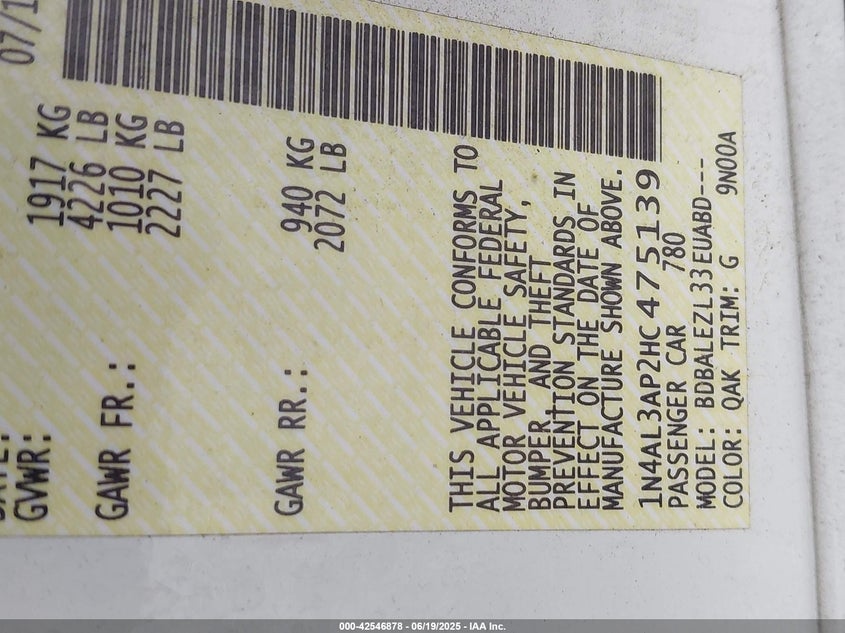 07/1
GVWR: 1917 KG
4226 LB
GAWR FR.: 1010 KG
2227 LB
GAWR RR.: 940 KG
2072 LB
THIS VEHICLE CONFORMS TO
ALL APPLICABLE FEDERAL
MOTOR VEHICLE SAFETY,
BUMPER, AND THEFT
PREVENTION STANDARDS IN
EFFECT ON THE DATE OF
MANUFACTURE SHOWN ABOVE.
1N4AL3AP2HC475139
PASSENGER CAR 780
MODEL: BDBALEZL33EUABD---
COLOR: QAK TRIM: G 9N00A
000-42546878 - 06/19/2025 - IAA Inc.